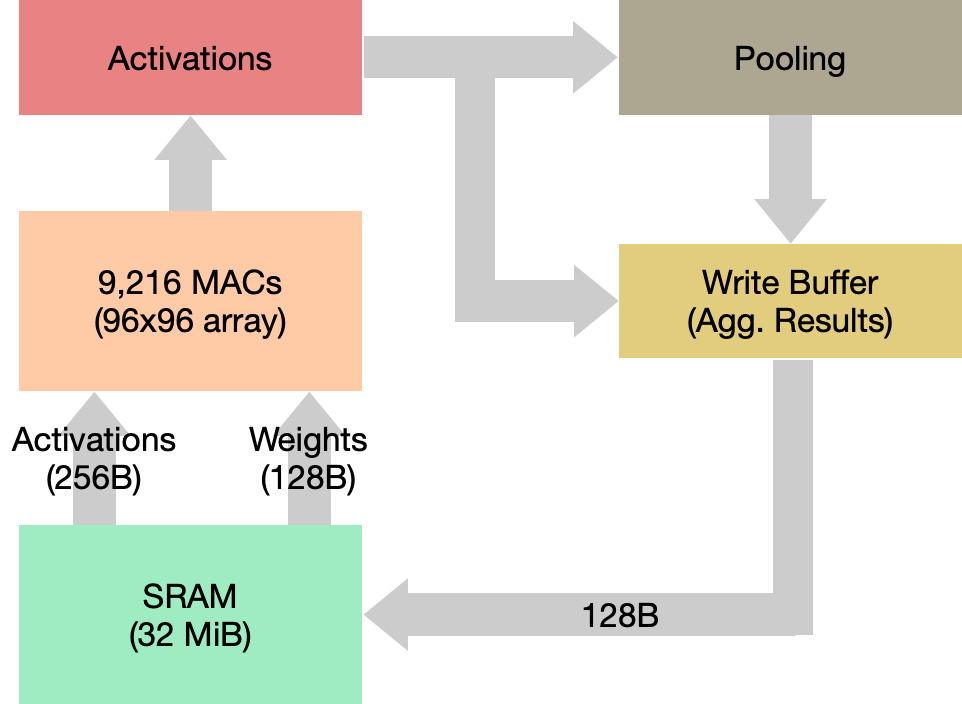 Activations
Pooling
9,216 MACs
(96x96 array)
Write Buffer
(Agg. Results)
Activations
(256B)
Weights
(128B)
SRAM
(32 MiB)
128B